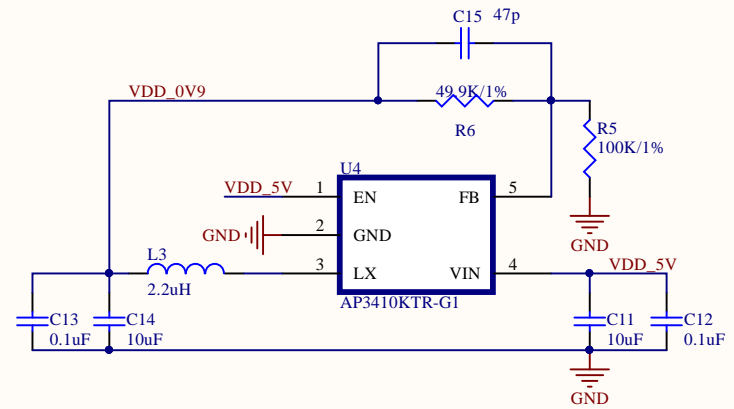 C15 47p
VDD_0V9
49.9K/1%
R6
R5
100K/1%
U4
VDD_5V 1 EN FB 5
GND 2 GND
GND
L3 3 LX VIN 4 VDD_5V
2.2uH
AP3410KTR-G1
C13 C14 C11 C12
0.1uF 10uF 10uF 0.1uF
GND